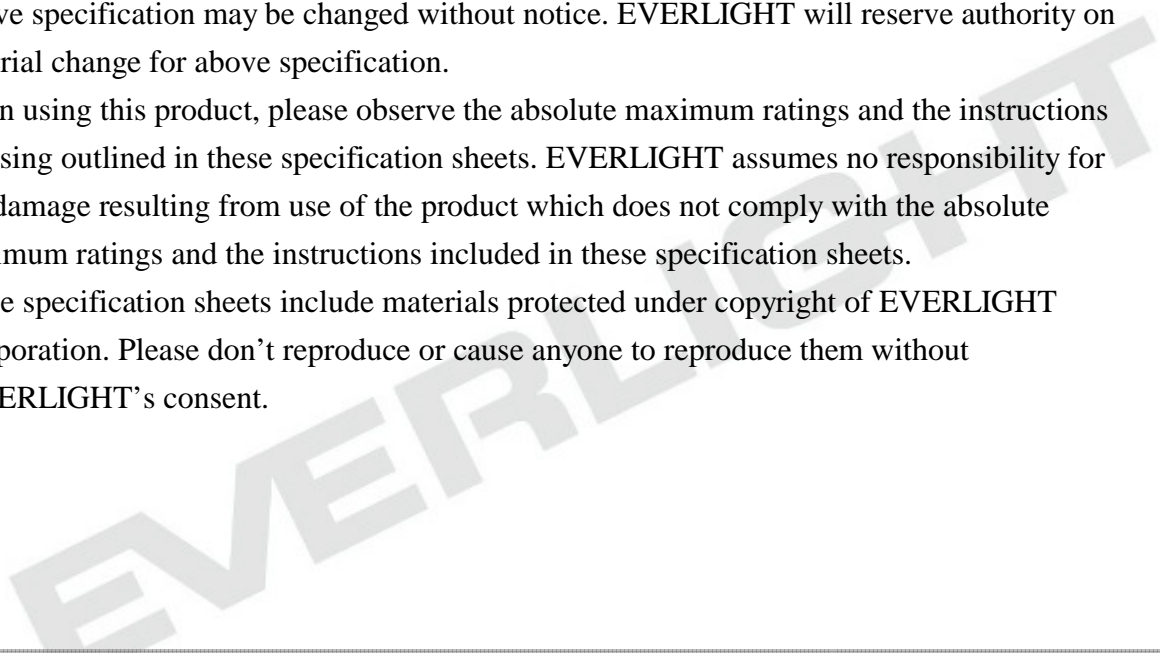 ve specification may be changed without notice. EVERLIGHT will reserve authority on
rial change for above specification.
n using this product, please observe the absolute maximum ratings and the instructions
sing outlined in these specification sheets. EVERLIGHT assumes no responsibility for
damage resulting from use of the product which does not comply with the absolute
imum ratings and the instructions included in these specification sheets.
e specification sheets include materials protected under copyright of EVERLIGHT
poration. Please don’t reproduce or cause anyone to reproduce them without
ERLIGHT’s consent.
EVERLIGHT